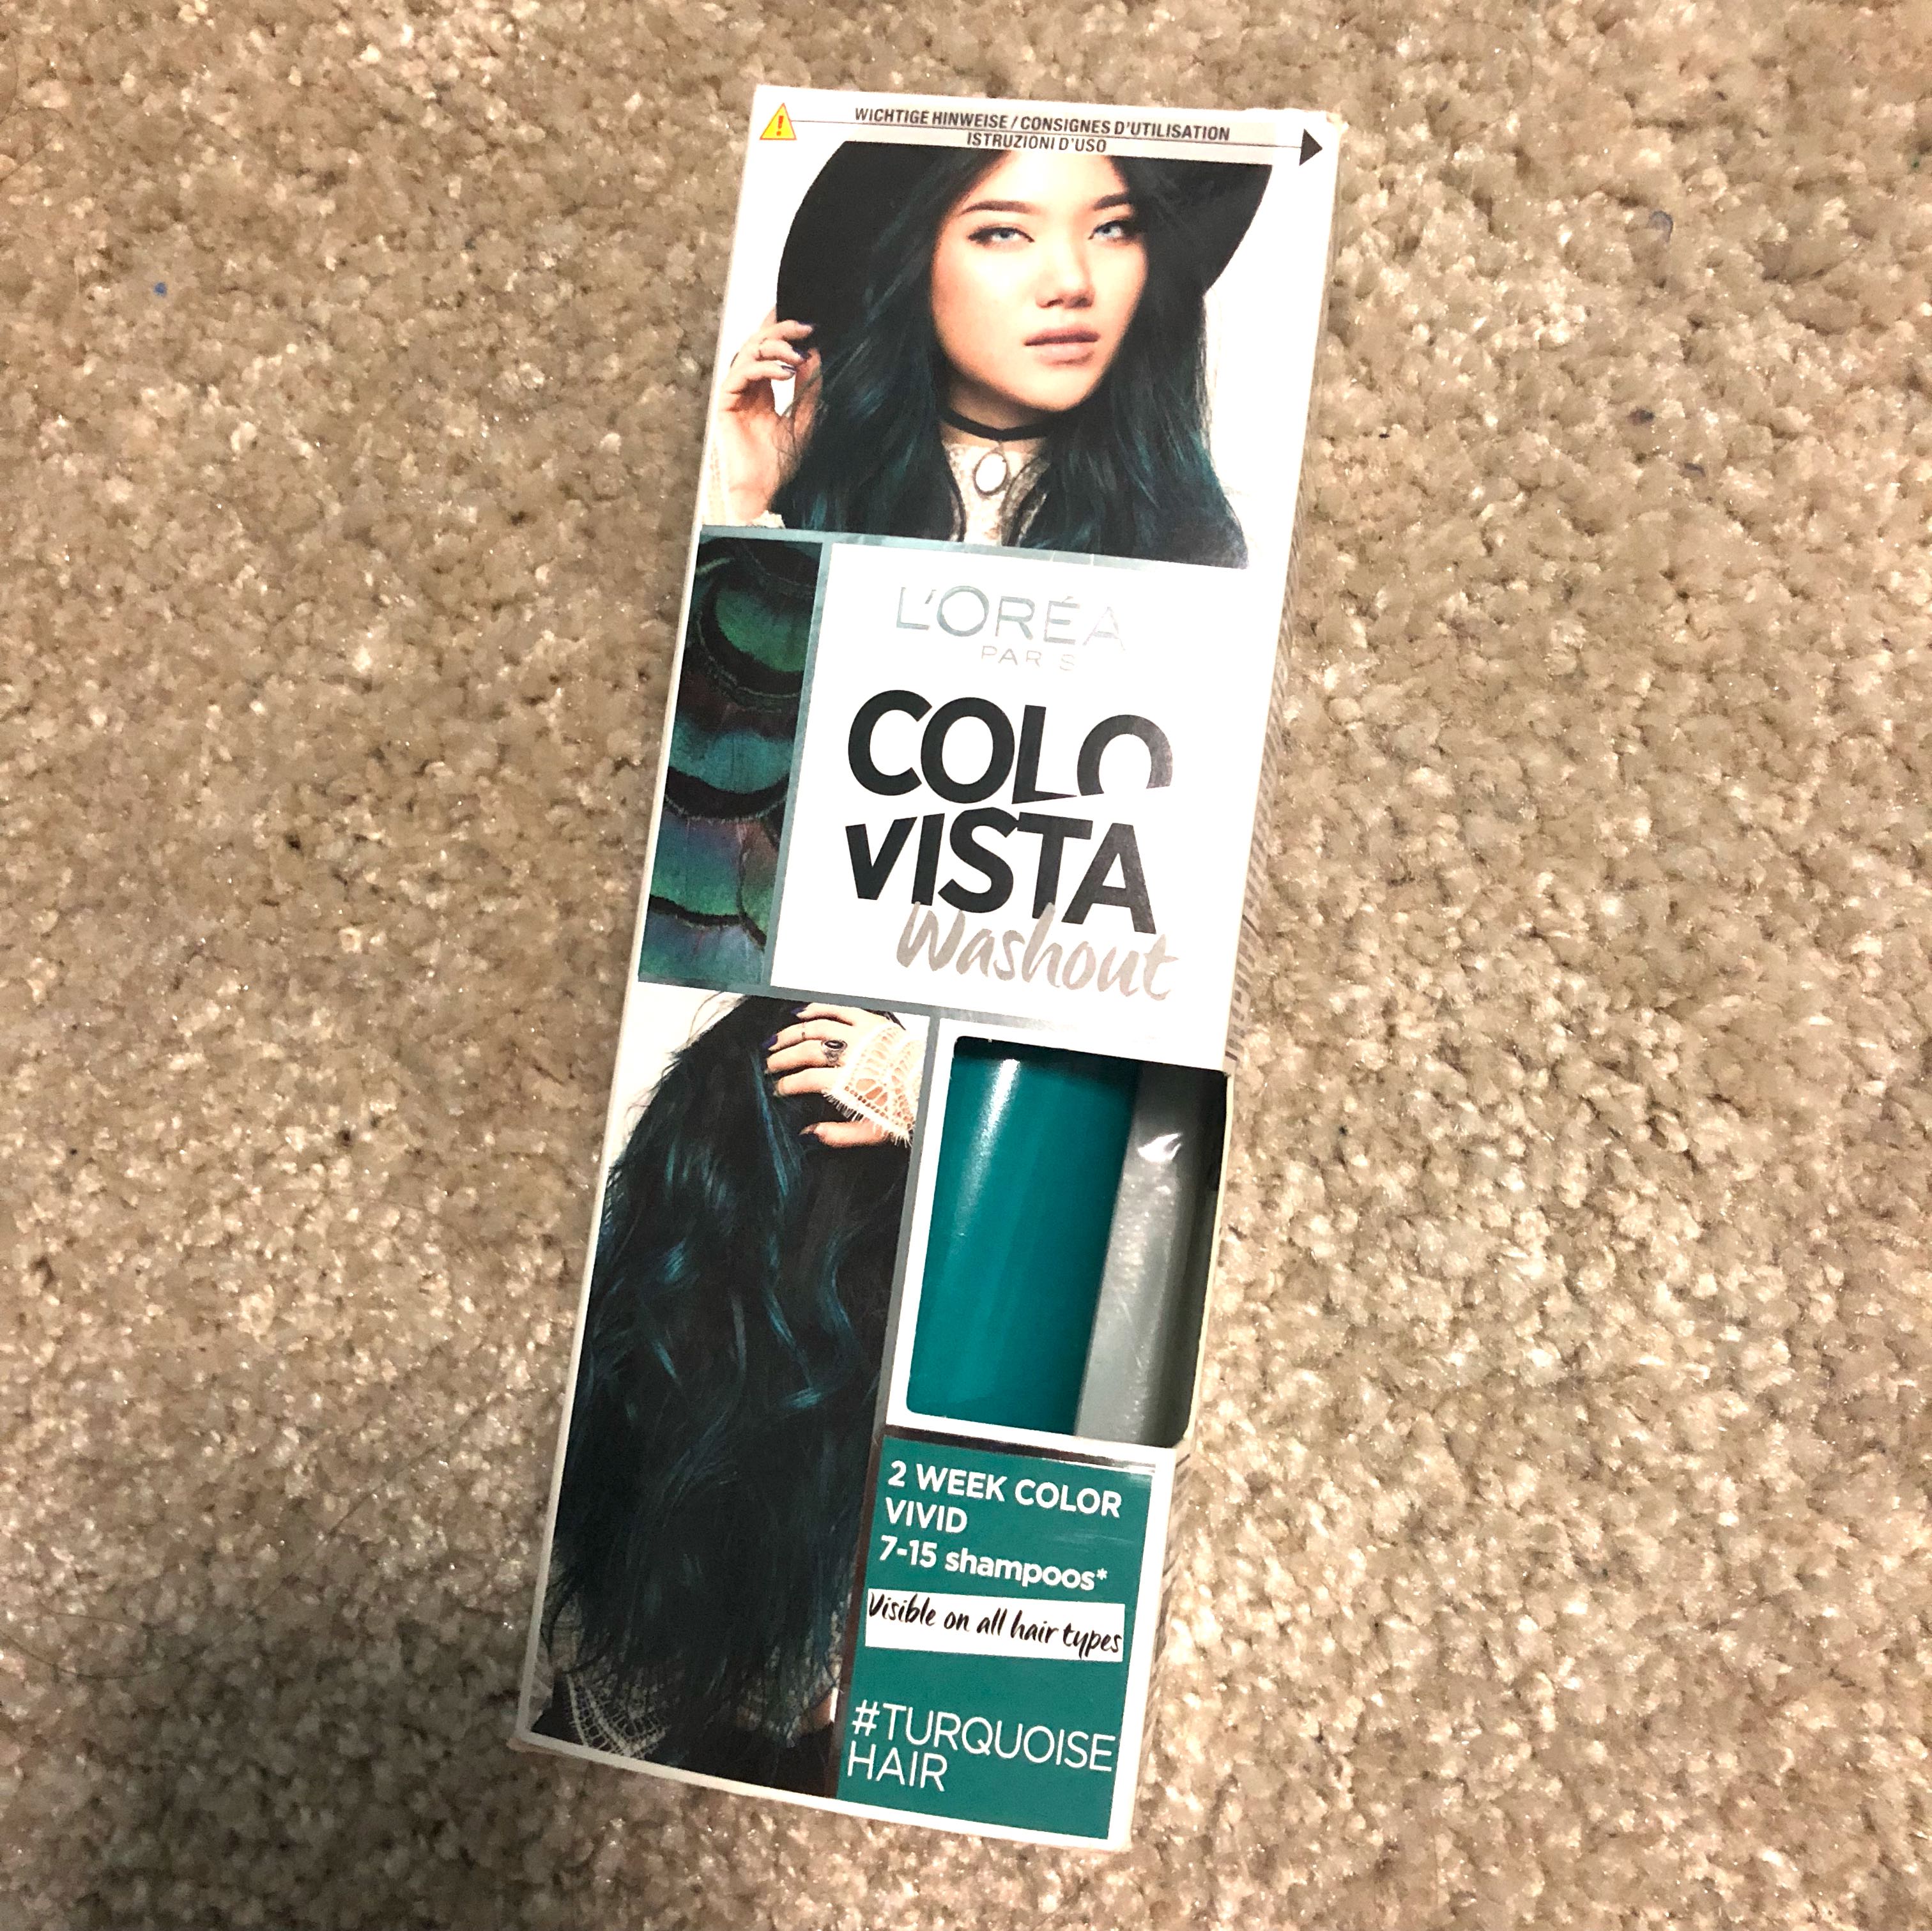 WICHTIGE HINWEISE / CONSIGNES D'UTILISATION
ISTRUZIONI D'USO
L'ORÉA
PARIS
COLO
VISTA
Washout
2 WEEK COLOR
VIVID
7-15 shampoos*
Visible on all hair types
#TURQUOISE
HAIR